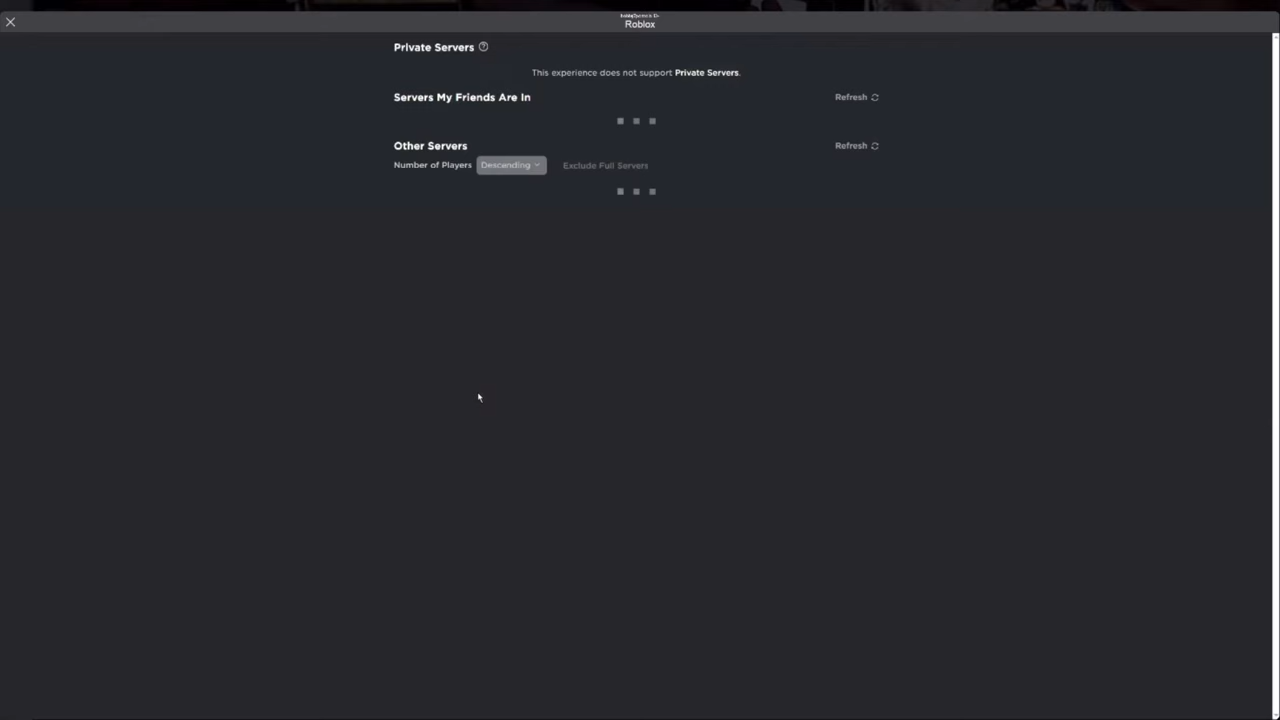 Roblox
Private Servers
This experience does not support Private Servers.
Servers My Friends Are In
Refresh
Other Servers
Refresh
Number of Players Descending Exclude Full Servers